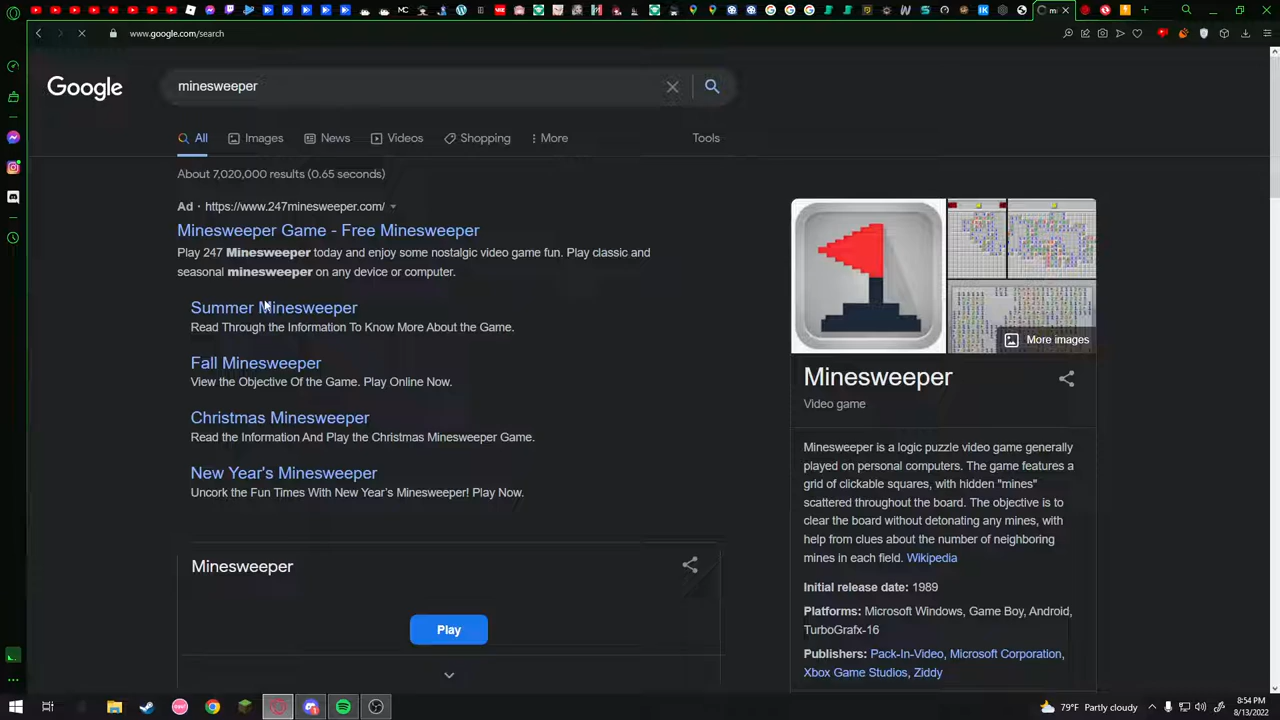 www.google.com/search
Google
minesweeper
All
Images
News
Videos
Shopping
More
Tools
About 7,020,000 results (0.65 seconds)
Ad · https://www.247minesweeper.com/
Minesweeper Game - Free Minesweeper
Play 247 Minesweeper today and enjoy some nostalgic video game fun. Play classic and
seasonal minesweeper on any device or computer.
Summer Minesweeper
Read Through the Information To Know More About the Game.
Fall Minesweeper
View the Objective Of the Game. Play Online Now.
Christmas Minesweeper
Read the Information And Play the Christmas Minesweeper Game.
New Year's Minesweeper
Uncork the Fun Times With New Year's Minesweeper! Play Now.
Minesweeper
Play
More images
Minesweeper
Video game
Minesweeper is a logic puzzle video game generally
played on personal computers. The game features a
grid of clickable squares, with hidden "mines"
scattered throughout the board. The objective is to
clear the board without detonating any mines, with
help from clues about the number of neighboring
mines in each field. Wikipedia
Initial release date: 1989
Platforms: Microsoft Windows, Game Boy, Android,
TurboGrafx-16
Publishers: Pack-In-Video, Microsoft Corporation,
Xbox Game Studios, Ziddy
79°F Partly cloudy
8:54 PM
8/13/2022